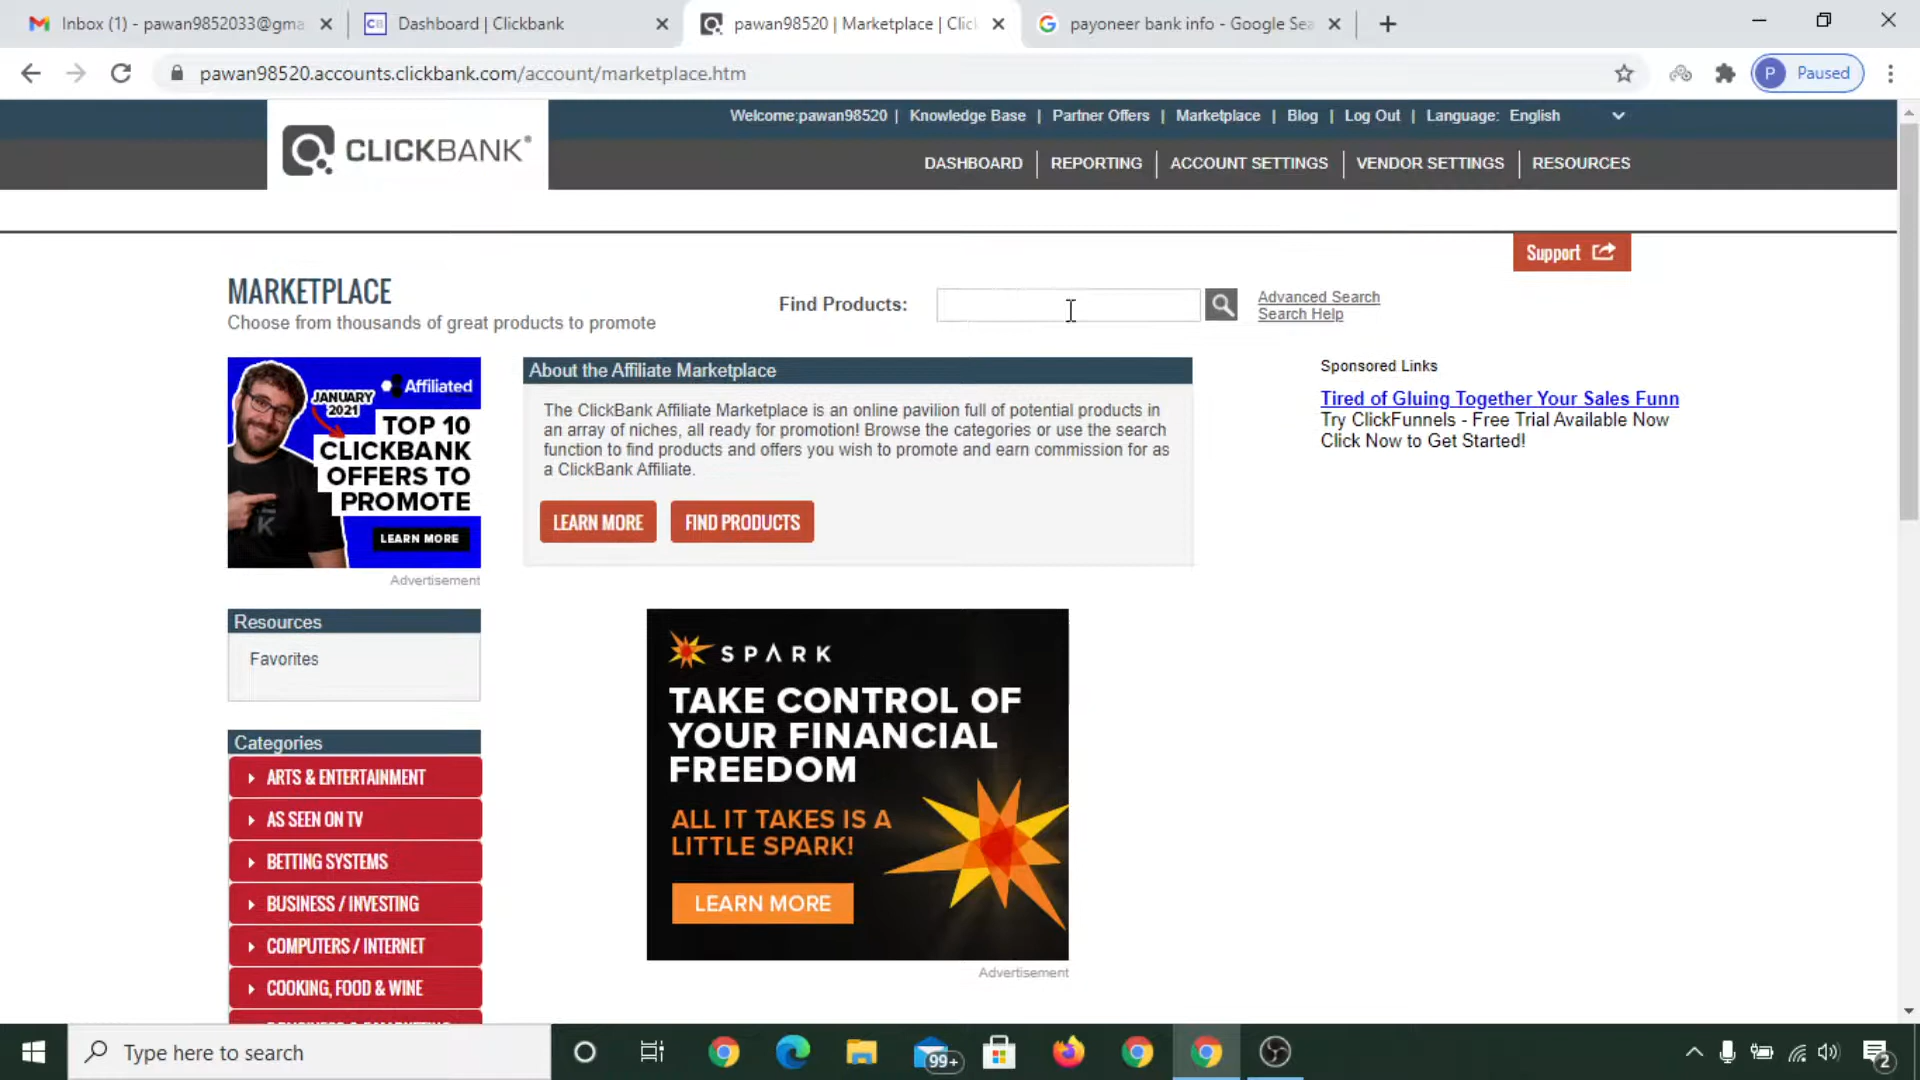 Inbox (1) - pawan9852033@gma
Dashboard | Clickbank
pawan98520 | Marketplace | Clic
payoneer bank info - Google Sea
pawan98520.accounts.clickbank.com/account/marketplace.htm
P Paused
Welcome:pawan98520 | Knowledge Base | Partner Offers | Marketplace | Blog | Log Out | Language: English
CLICKBANK®
DASHBOARD REPORTING ACCOUNT SETTINGS VENDOR SETTINGS RESOURCES
Support
MARKETPLACE
Choose from thousands of great products to promote
Find Products:
Advanced Search
Search Help
Affiliated
JANUARY
2021
TOP 10
CLICKBANK
OFFERS TO
PROMOTE
LEARN MORE
Advertisement
About the Affiliate Marketplace
The ClickBank Affiliate Marketplace is an online pavilion full of potential products in
an array of niches, all ready for promotion! Browse the categories or use the search
function to find products and offers you wish to promote and earn commission for as
a ClickBank Affiliate.
LEARN MORE
FIND PRODUCTS
Sponsored Links
Tired of Gluing Together Your Sales Funn
Try ClickFunnels - Free Trial Available Now
Click Now to Get Started!
Resources
Favorites
Categories
ARTS & ENTERTAINMENT
AS SEEN ON TV
BETTING SYSTEMS
BUSINESS / INVESTING
COMPUTERS / INTERNET
COOKING, FOOD & WINE
SPARK
TAKE CONTROL OF
YOUR FINANCIAL
FREEDOM
ALL IT TAKES IS A
LITTLE SPARK!
LEARN MORE
Advertisement
Type here to search
99+
2